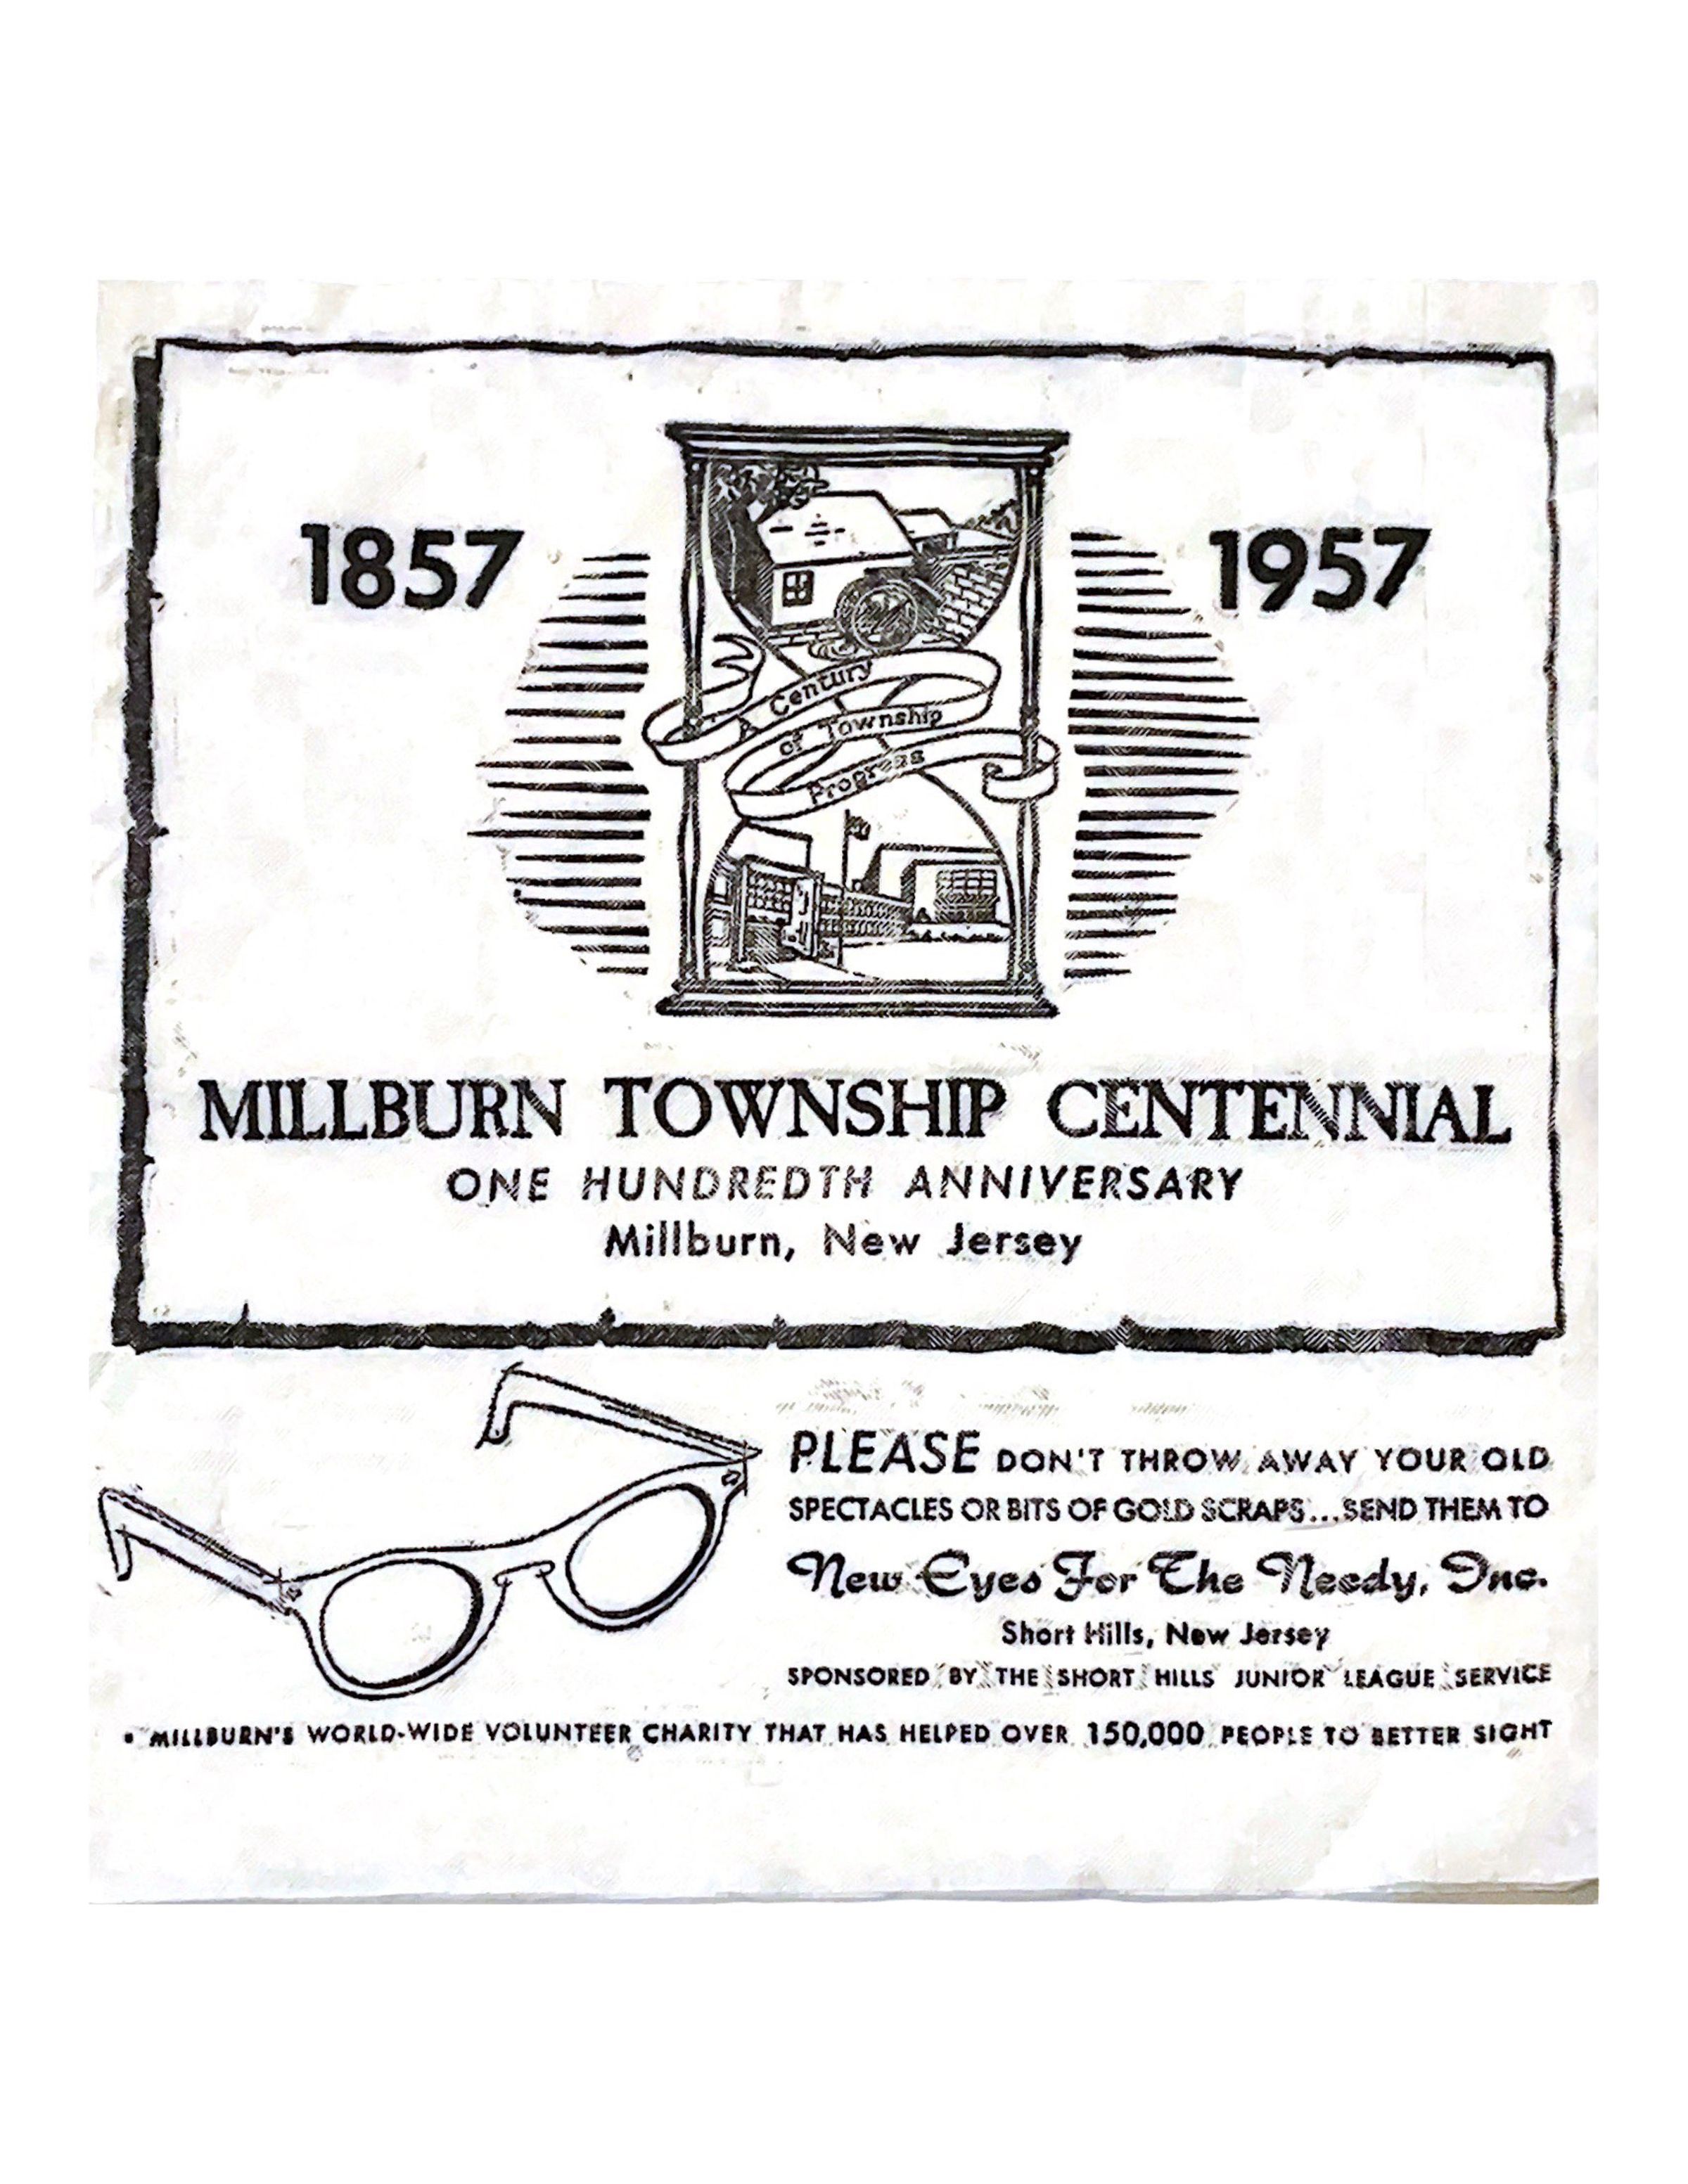 1857
1957
A Century
of Township
Progress
MILLBURN TOWNSHIP CENTENNIAL
ONE HUNDREDTH ANNIVERSARY
Millburn, New Jersey
PLEASE DON'T THROW AWAY YOUR OLD
SPECTACLES OR BITS OF GOLD SCRAPS...SEND THEM TO
New Eyes For The Needy, Inc.
Short Hills, New Jersey
SPONSORED BY THE SHORT HILLS JUNIOR LEAGUE SERVICE
• MILLBURN'S WORLD-WIDE VOLUNTEER CHARITY THAT HAS HELPED OVER 150,000 PEOPLE TO BETTER SIGHT